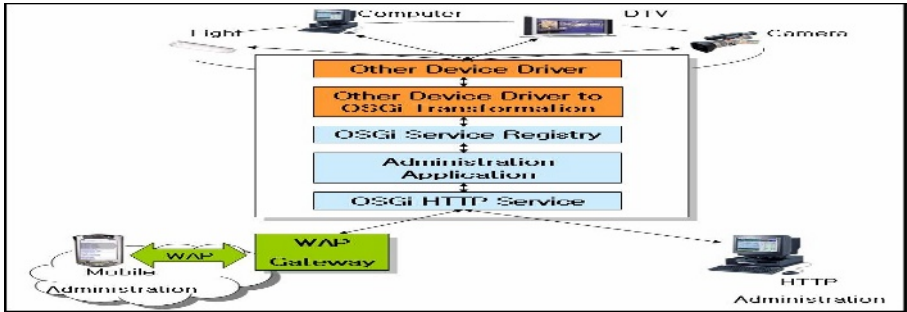 Computer
DTV
Light
Camera
Other Device Driver
Other Device Driver to
OSGi Transformation
OSGi Service Registry
Administration
Application
OSGi HTTP Service
WAP
Gateway
WAP
Mobile
Administration
HTTP
Administration